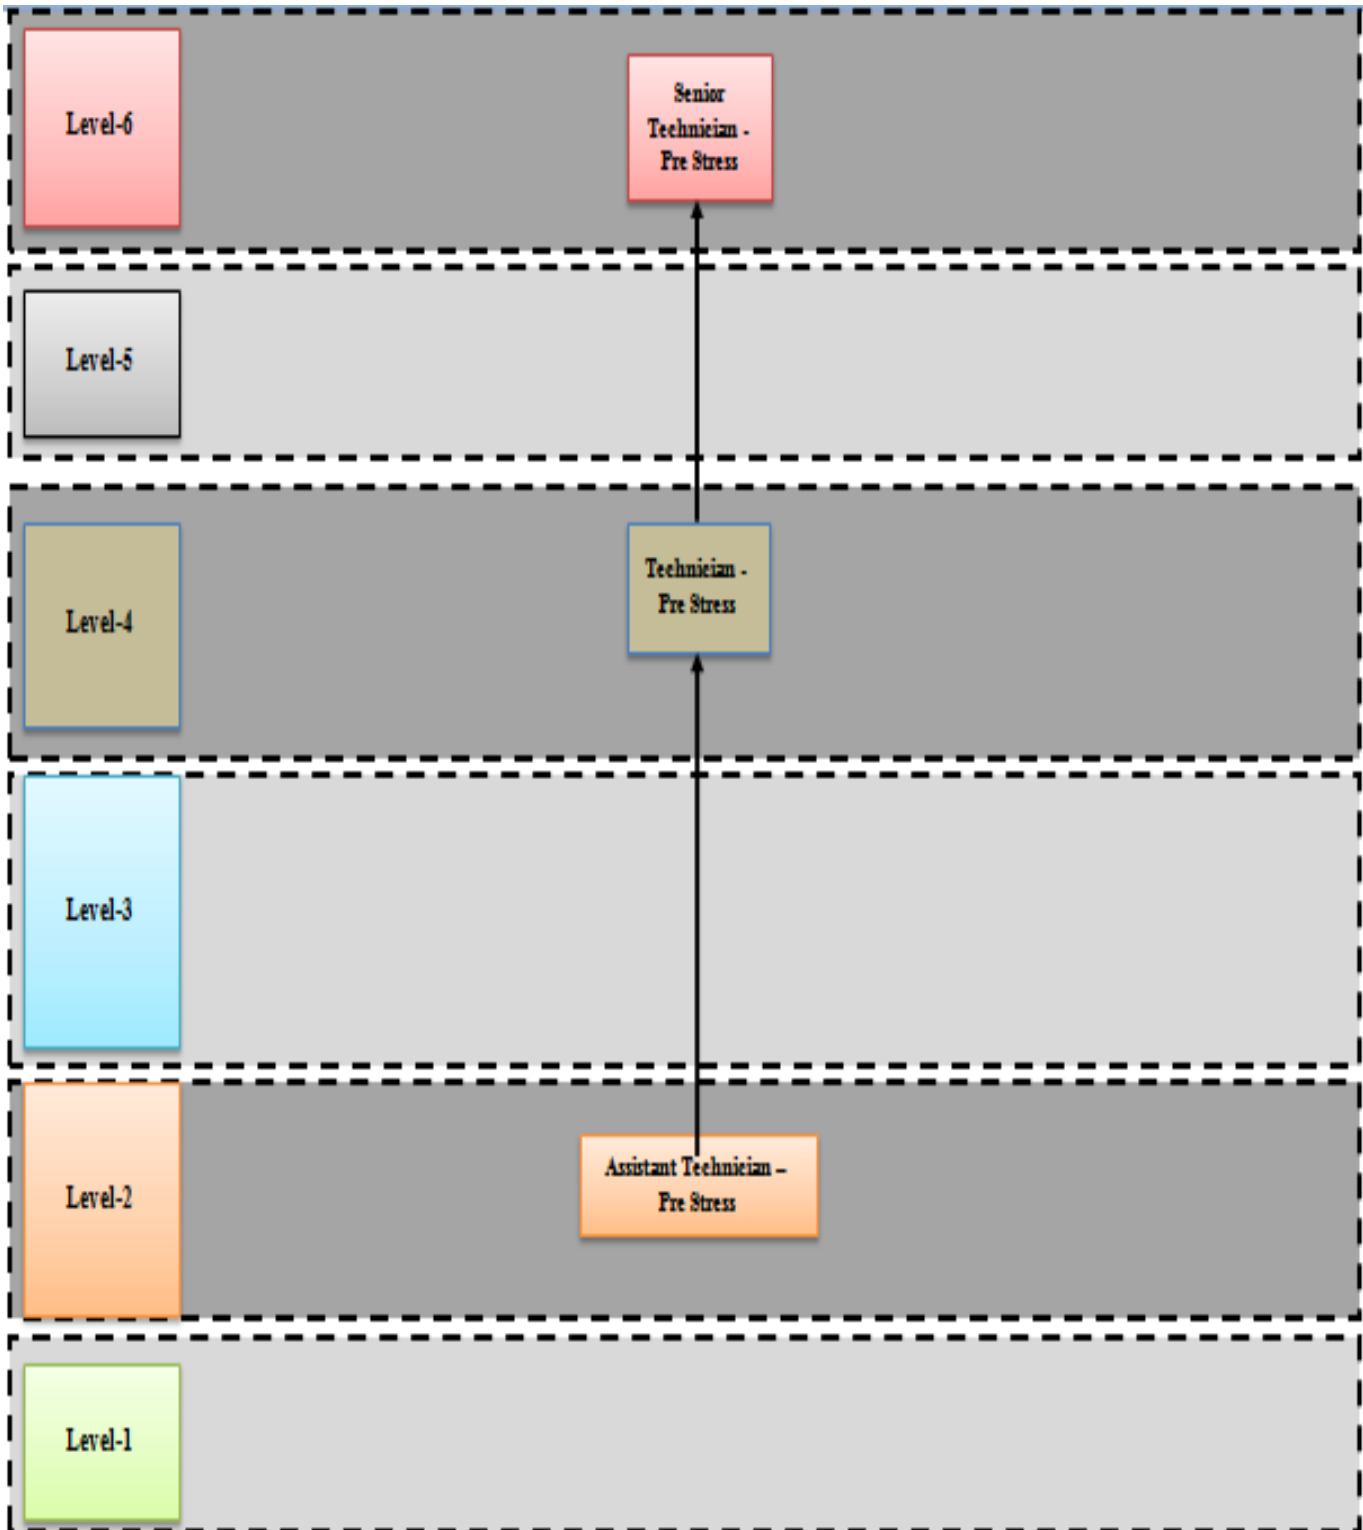 Level-6
Senior
Technician -
Pre Stress
Level-5
Level-4
Technician -
Pre Stress
Level-3
Level-2
Assistant Technician –
Pre Stress
Level-1